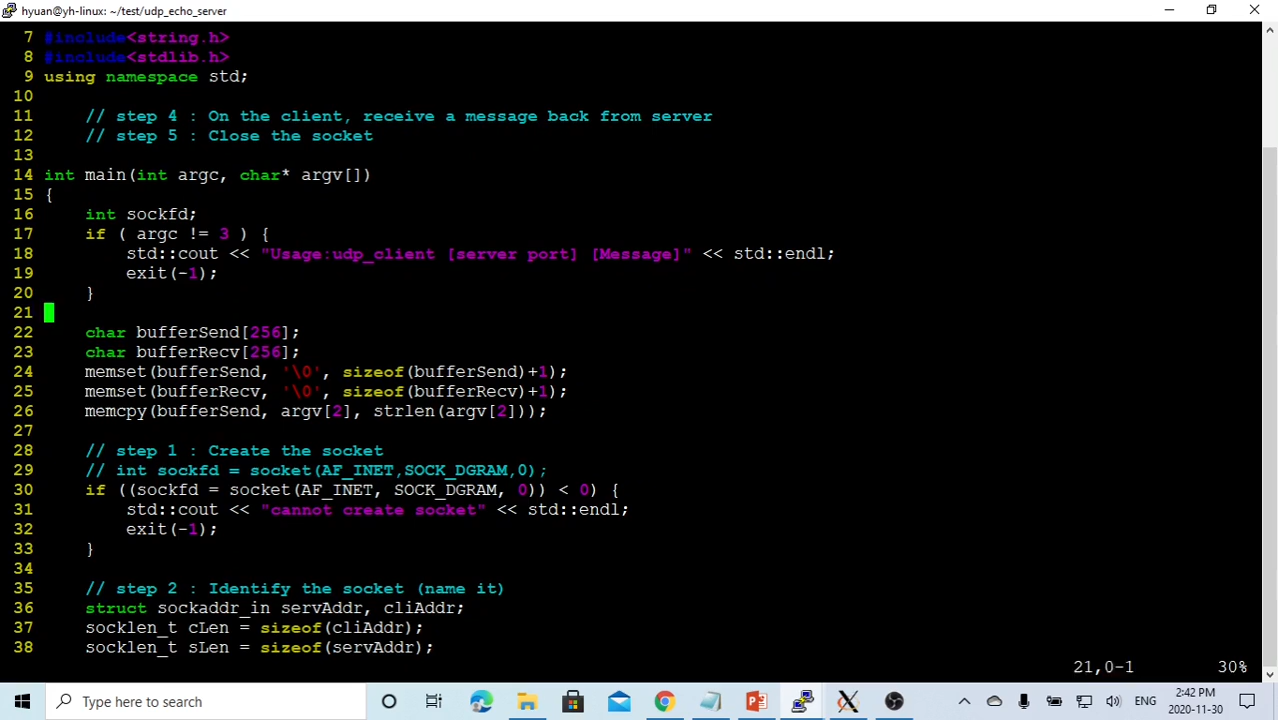 hyuan@yh-linux: ~/test/udp_echo_server
7 #include<string.h>
8 #include<stdlib.h>
9 using namespace std;
10
11     // step 4 : On the client, receive a message back from server
12     // step 5 : Close the socket
13
14 int main(int argc, char* argv[])
15 {
16     int sockfd;
17     if ( argc != 3 ) {
18         std::cout << "Usage:udp_client [server port] [Message]" << std::endl;
19         exit(-1);
20     }
21
22     char bufferSend[256];
23     char bufferRecv[256];
24     memset(bufferSend, '\0', sizeof(bufferSend)+1);
25     memset(bufferRecv, '\0', sizeof(bufferRecv)+1);
26     memcpy(bufferSend, argv[2], strlen(argv[2]));
27
28     // step 1 : Create the socket
29     // int sockfd = socket(AF_INET,SOCK_DGRAM,0);
30     if ((sockfd = socket(AF_INET, SOCK_DGRAM, 0)) < 0) {
31         std::cout << "cannot create socket" << std::endl;
32         exit(-1);
33     }
34
35     // step 2 : Identify the socket (name it)
36     struct sockaddr_in servAddr, cliAddr;
37     socklen_t cLen = sizeof(cliAddr);
38     socklen_t sLen = sizeof(servAddr);
21,0-1 30%
Type here to search
ENG
2:42 PM
2020-11-30